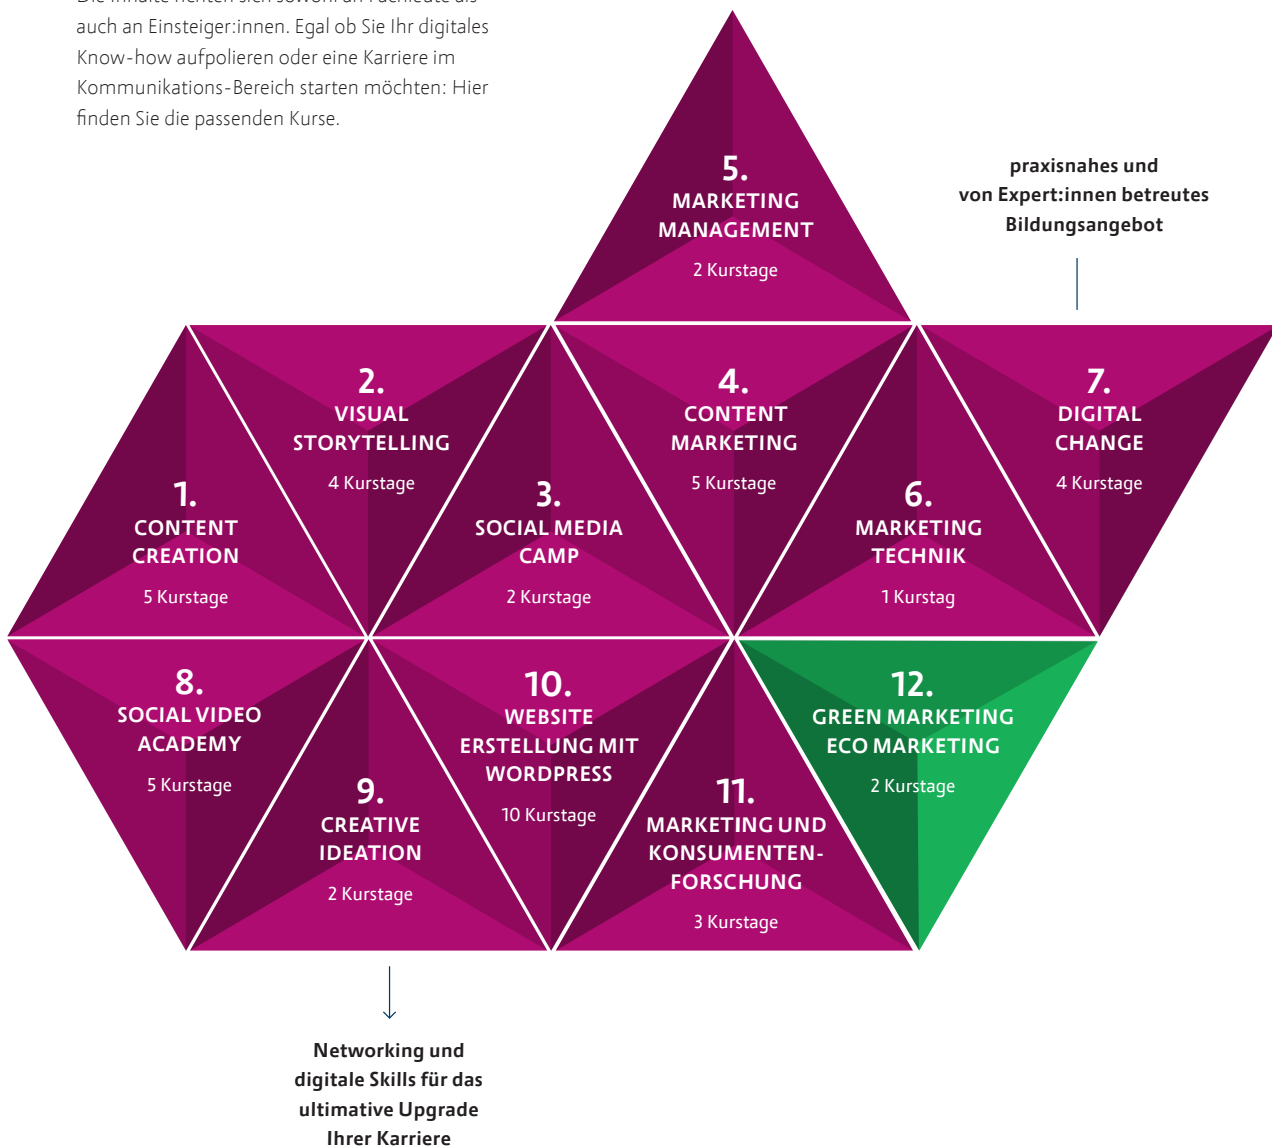 auch an Einsteiger:innen. Egal ob Sie Ihr digitales
Know-how aufpolieren oder eine Karriere im
Kommunikations-Bereich starten möchten: Hier
finden Sie die passenden Kurse.
praxisnahes und
von Expert:innen betreutes
Bildungsangebot
5.
MARKETING
MANAGEMENT
2 Kurstage
1.
CONTENT
CREATION
5 Kurstage
2.
VISUAL
STORYTELLING
4 Kurstage
3.
SOCIAL MEDIA
CAMP
2 Kurstage
4.
CONTENT
MARKETING
5 Kurstage
6.
MARKETING
TECHNIK
1 Kurstag
7.
DIGITAL
CHANGE
4 Kurstage
8.
SOCIAL VIDEO
ACADEMY
5 Kurstage
9.
CREATIVE
IDEATION
2 Kurstage
10.
WEBSITE
ERSTELLUNG MIT
WORDPRESS
10 Kurstage
11.
MARKETING UND
KONSUMENTEN-
FORSCHUNG
3 Kurstage
12.
GREEN MARKETING
ECO MARKETING
2 Kurstage
Networking und
digitale Skills für das
ultimative Upgrade
Ihrer Karriere